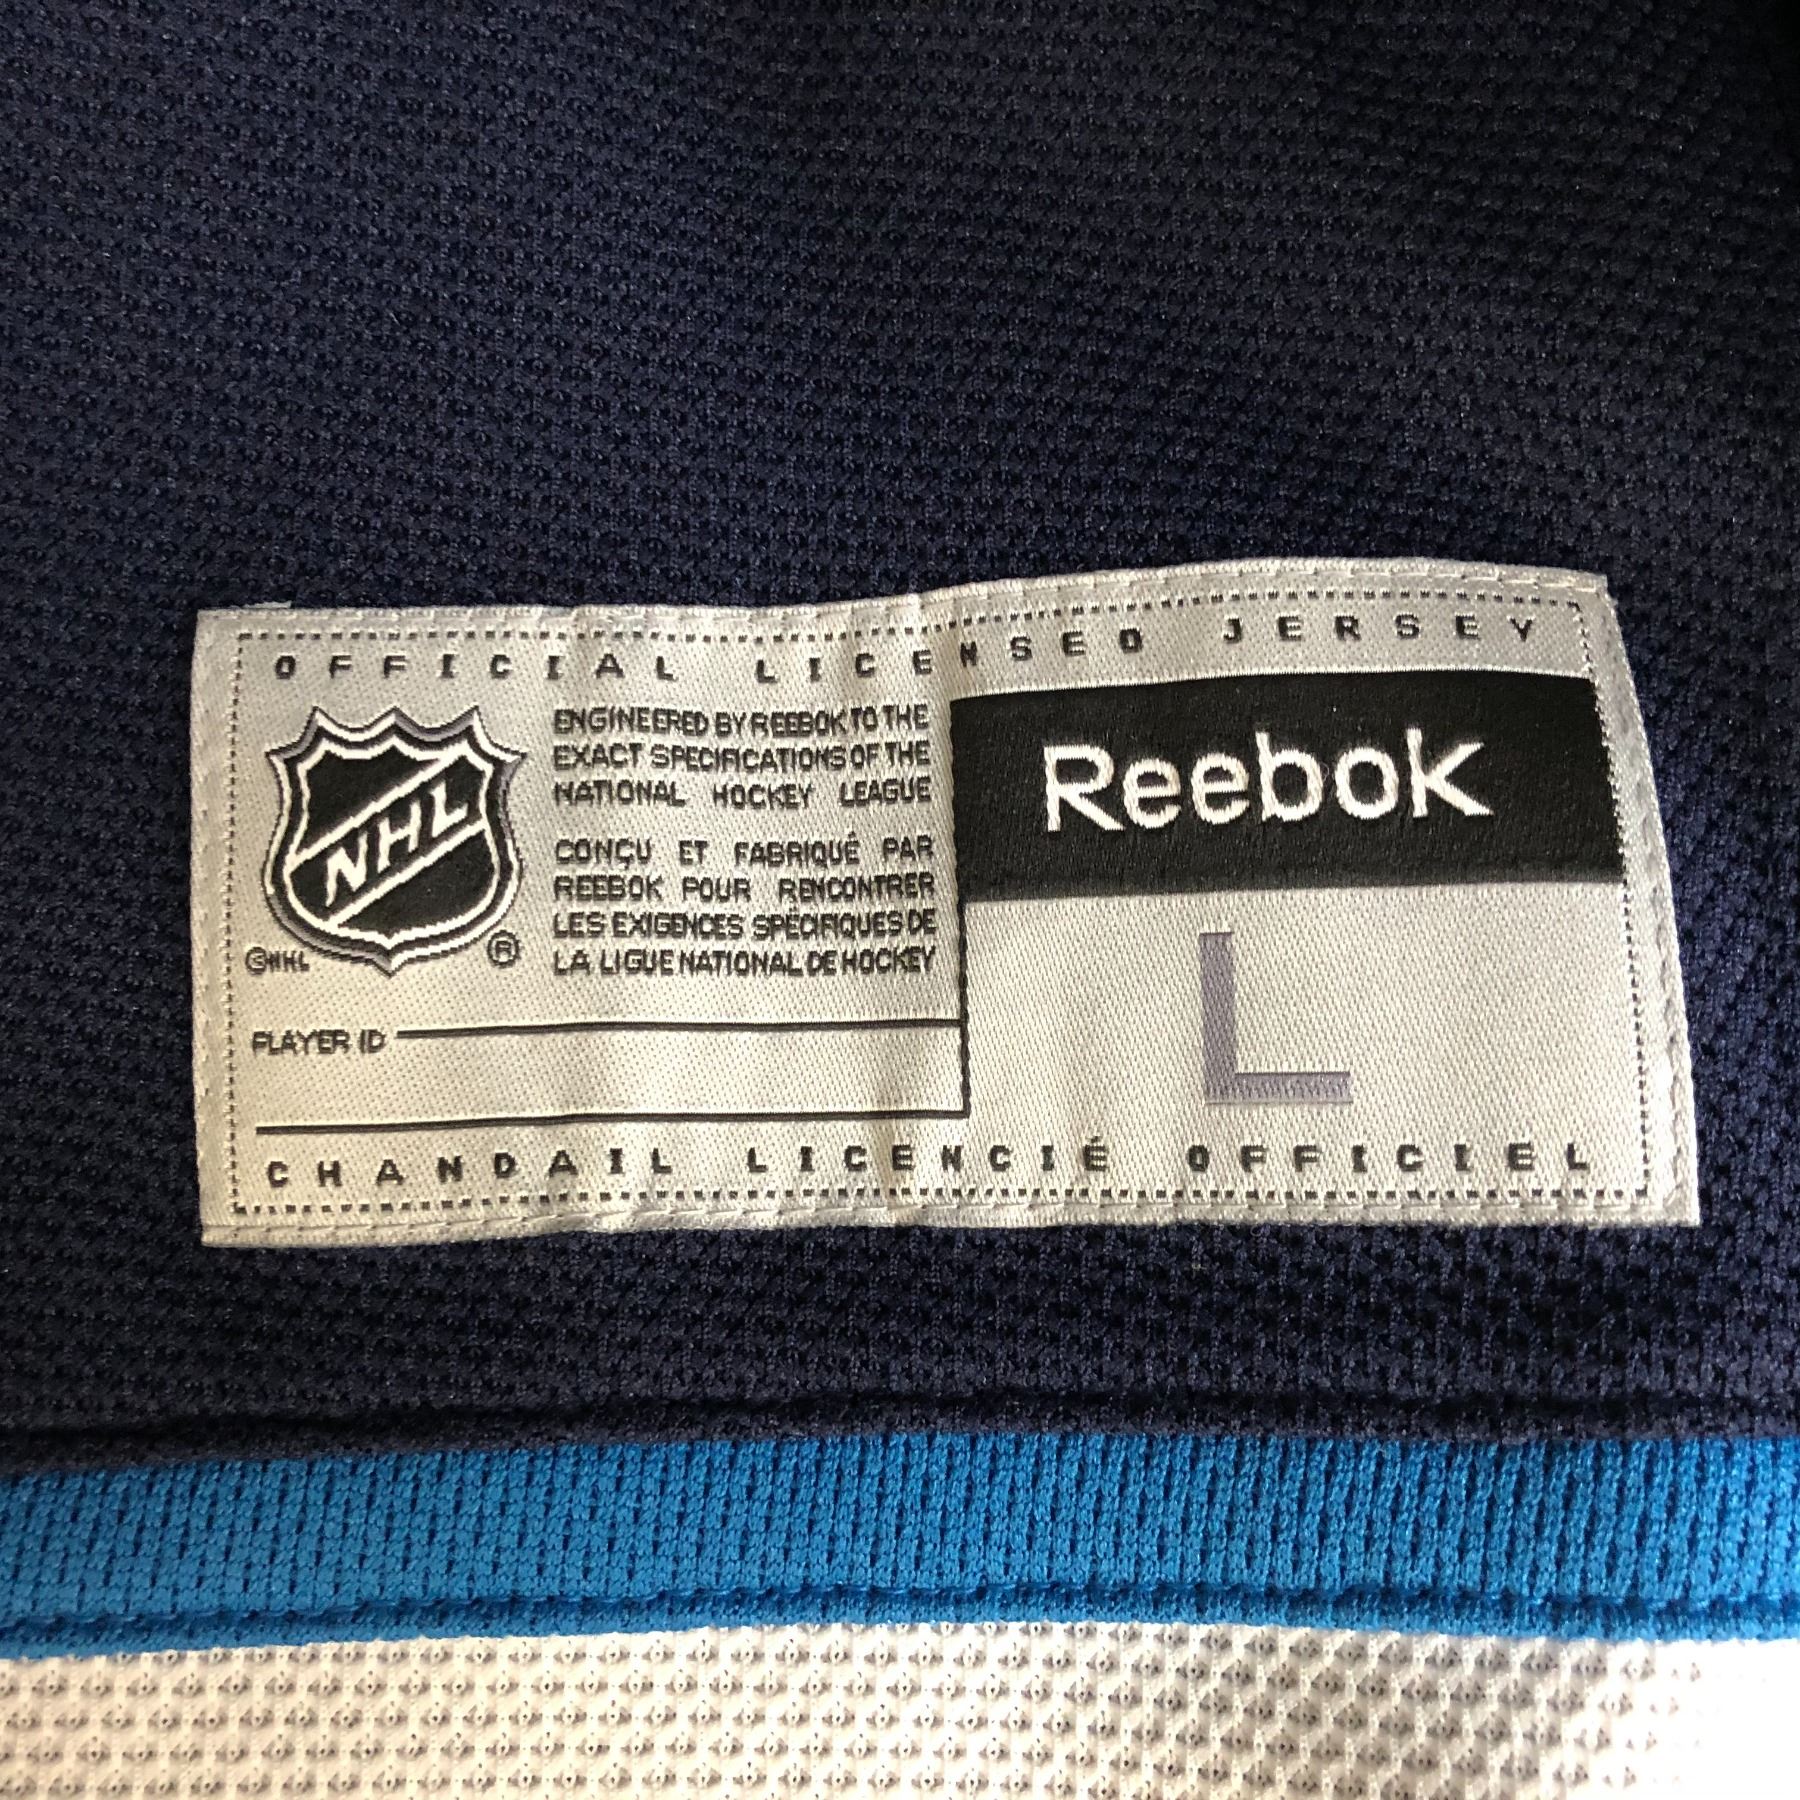 OFFICIAL LICENSED JERSEY
NHL
©NHL
®
ENGINEERED BY REEBOK TO THE
EXACT SPECIFICATIONS OF THE
NATIONAL HOCKEY LEAGUE
CONÇU ET FABRIQUÉ PAR
REEBOK POUR RENCONTRER
LES EXIGENCES SPÉCIFIQUES DE
LA LIGUE NATIONAL DE HOCKEY
Reebok
L
PLAYER ID
CHANDAIL LICENCIÉ OFFICIEL